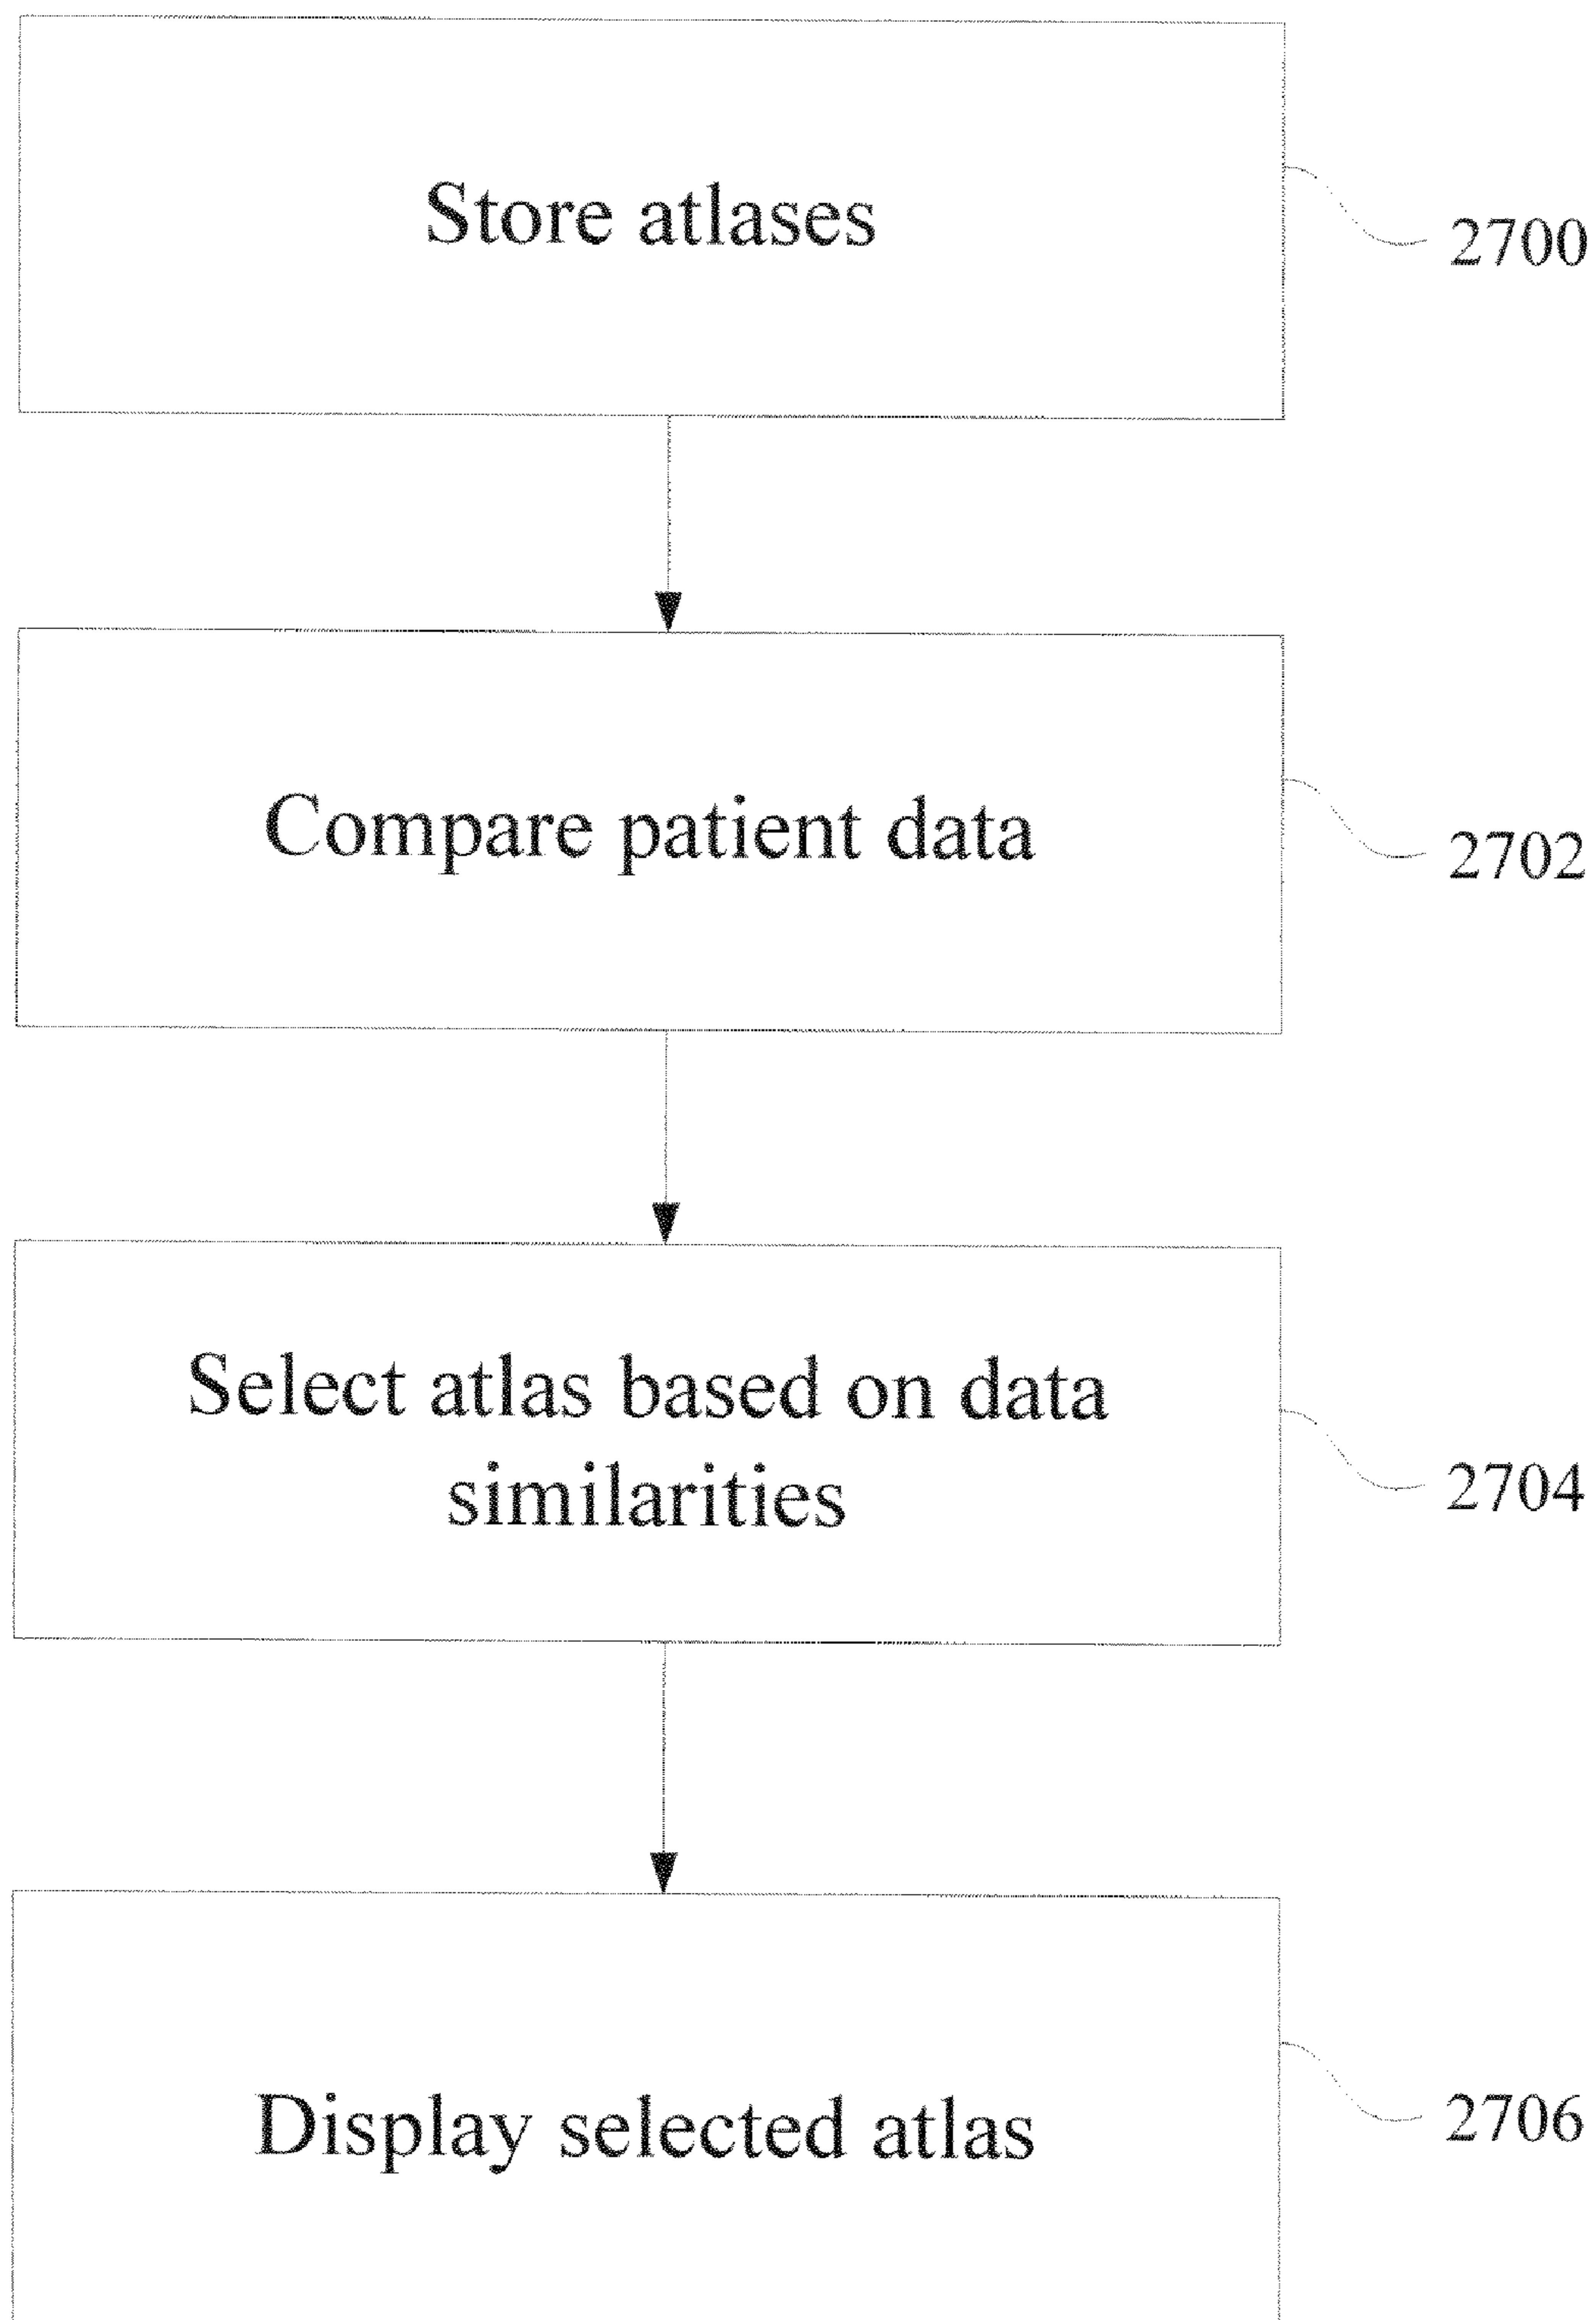 Store atlases
2700
Compare patient data
2702
Select atlas based on data
similarities
2704
Display selected atlas
2706